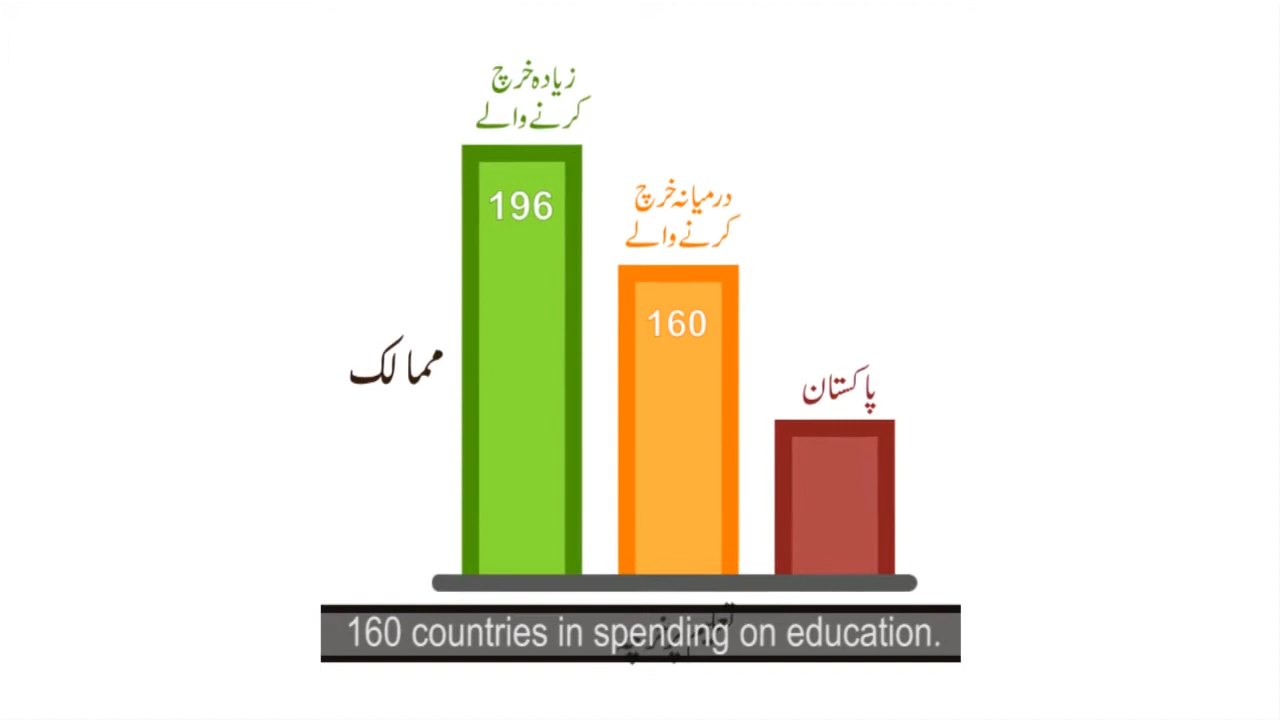 زیادہ خرچ
کرنے والے
196
درمیانہ خرچ
کرنے والے
160
ممالک
پاکستان
160 countries in spending on education.